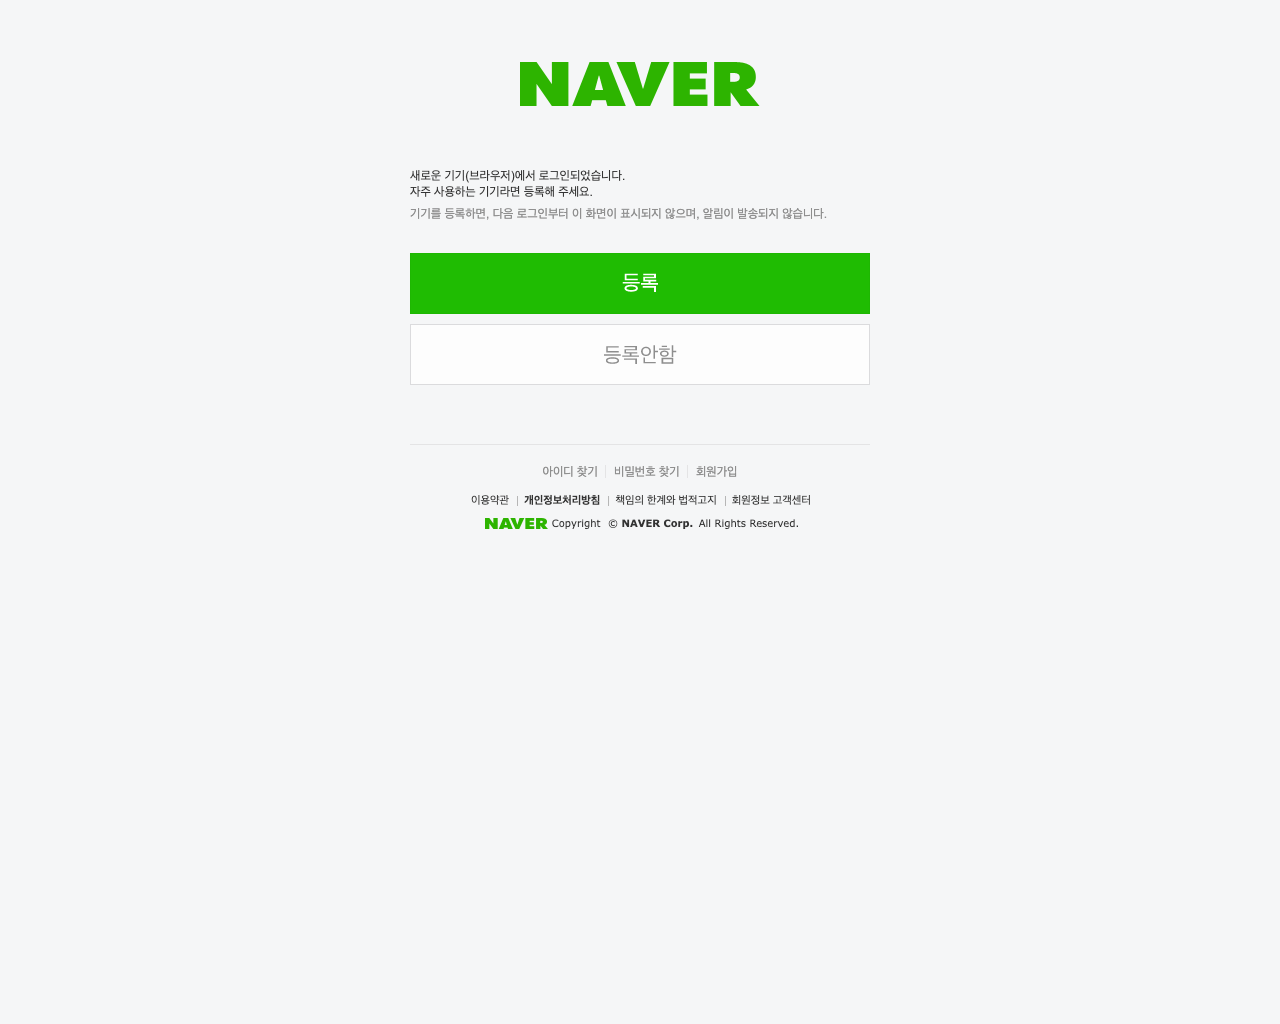 NAVER
새로운 기기(브라우저)에서 로그인되었습니다.
자주 사용하는 기기라면 등록해 주세요.
기기를 등록하면, 다음 로그인부터 이 화면이 표시되지 않으며, 알림이 발송되지 않습니다.
등록
등록안함
아이디 찾기 | 비밀번호 찾기 | 회원가입
이용약관 | 개인정보처리방침 | 책임의 한계와 법적고지 | 회원정보 고객센터
NAVER Copyright © NAVER Corp. All Rights Reserved.